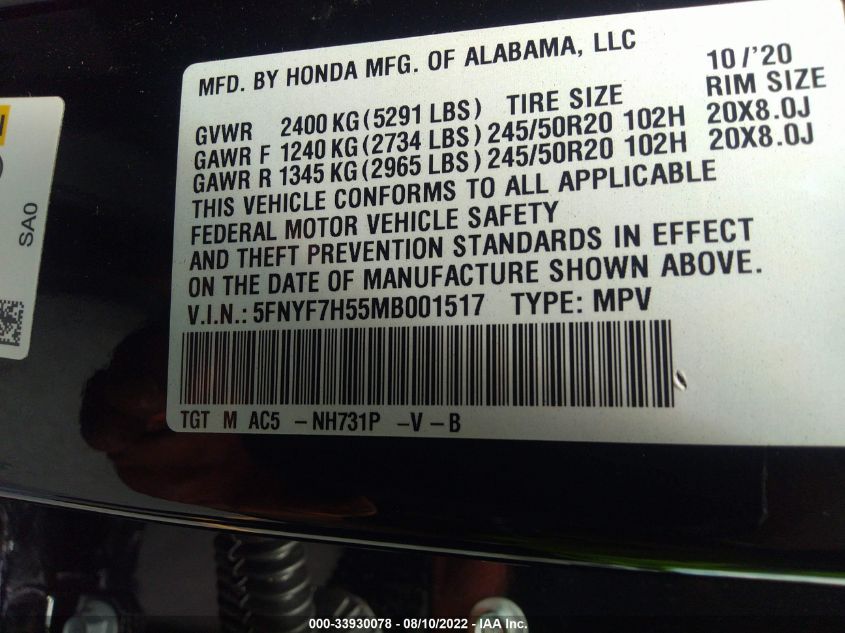 MFD. BY HONDA MFG. OF ALABAMA, LLC 10/'20
GVWR 2400 KG (5291 LBS) TIRE SIZE RIM SIZE
GAWR F 1240 KG (2734 LBS) 245/50R20 102H 20X8.0J
GAWR R 1345 KG (2965 LBS) 245/50R20 102H 20X8.0J
THIS VEHICLE CONFORMS TO ALL APPLICABLE
FEDERAL MOTOR VEHICLE SAFETY
AND THEFT PREVENTION STANDARDS IN EFFECT
ON THE DATE OF MANUFACTURE SHOWN ABOVE.
V.I.N.: 5FNYF7H55MB001517 TYPE: MPV
TGT M AC5 - NH731P - V - B
SA0
000-33930078 - 08/10/2022 - IAA Inc.